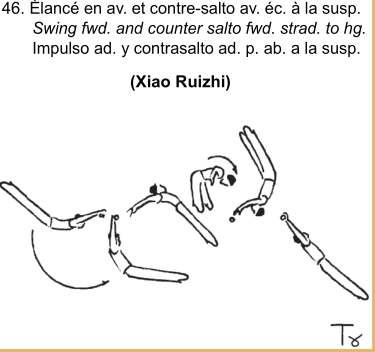 46. Élancé en av. et contre-salto av. éc. à la susp.
Swing fwd. and counter salto fwd. strad. to hg.
Impulso ad. y contrasalto ad. p. ab. a la susp.
(Xiao Ruizhi)